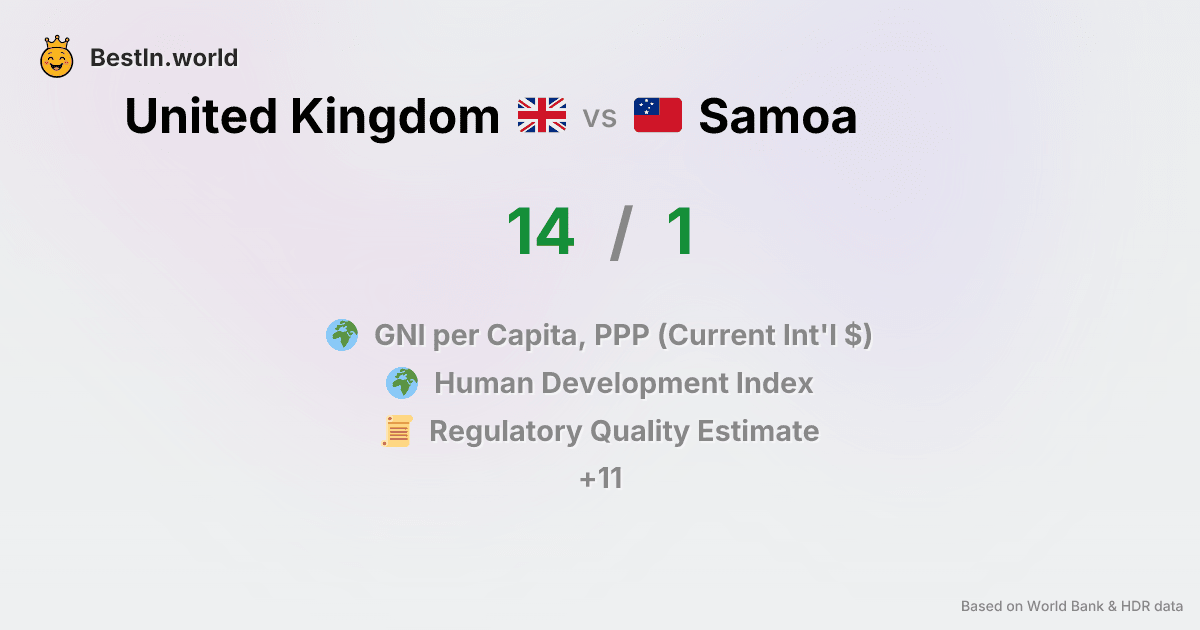 BestIn.world
United Kingdom vs Samoa
14 / 1
GNI per Capita, PPP (Current Int'l $)
Human Development Index
Regulatory Quality Estimate
+11
Based on World Bank & HDR data